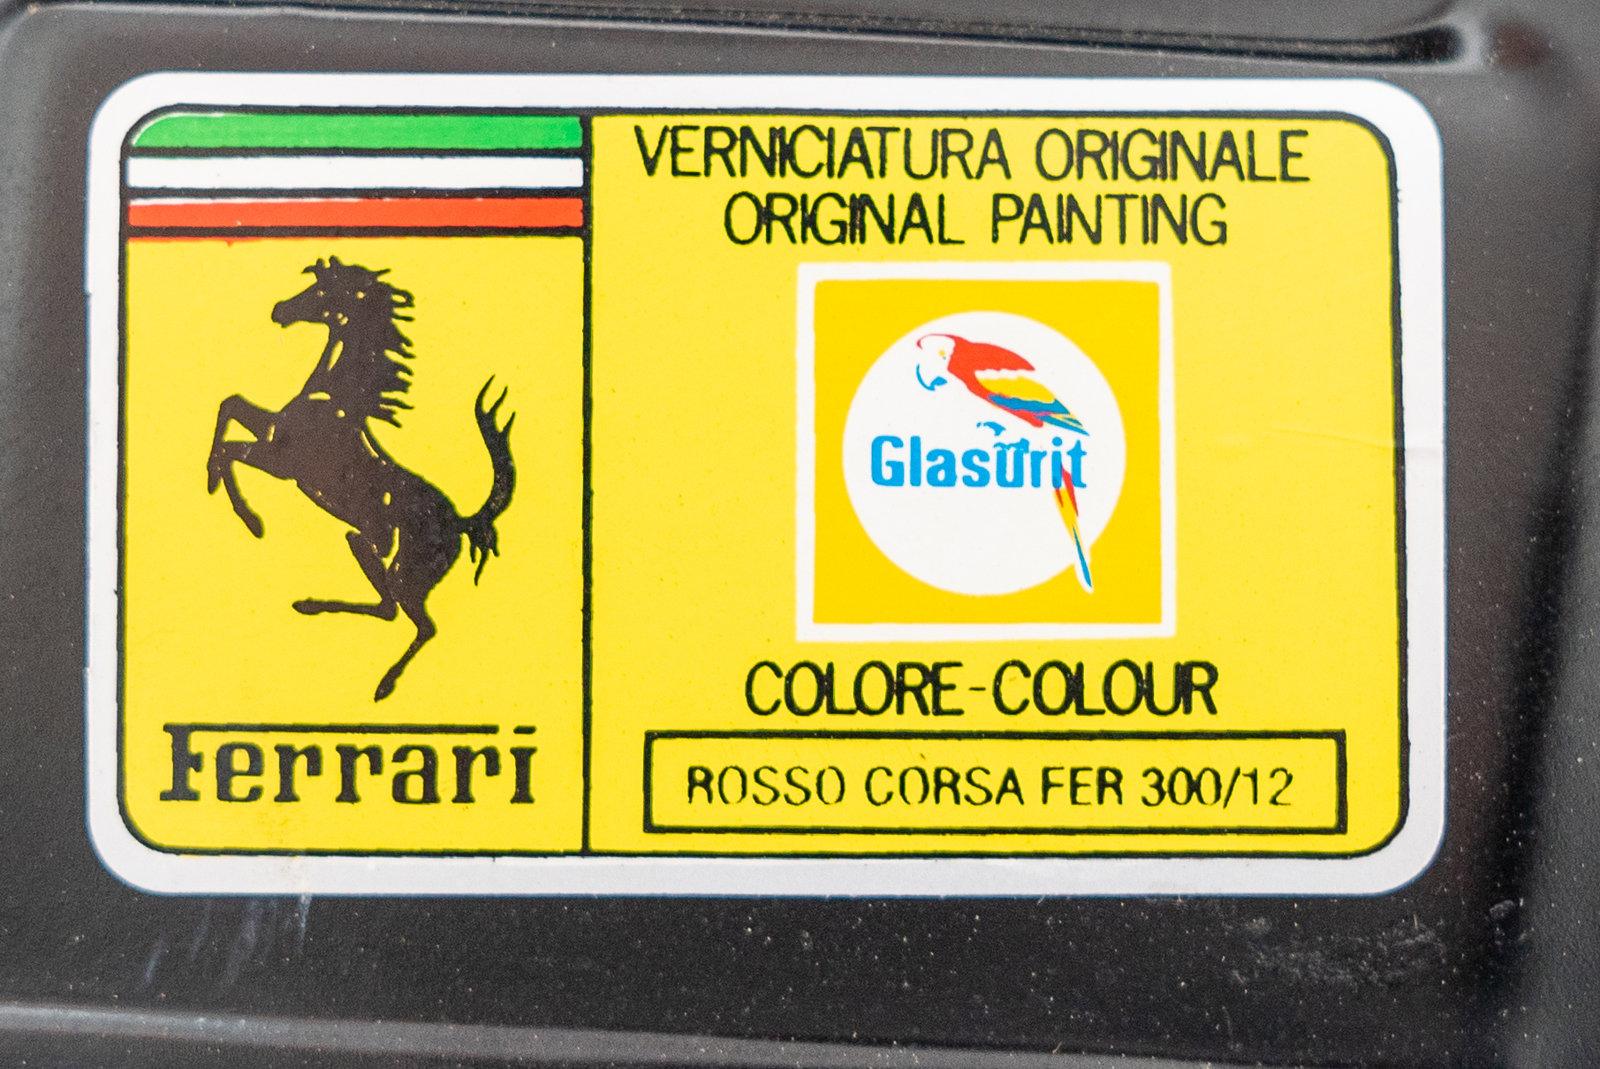 Ferrari
VERNICIATURA ORIGINALE
ORIGINAL PAINTING
Glasurit
COLORE-COLOUR
ROSSO CORSA FER 300/12